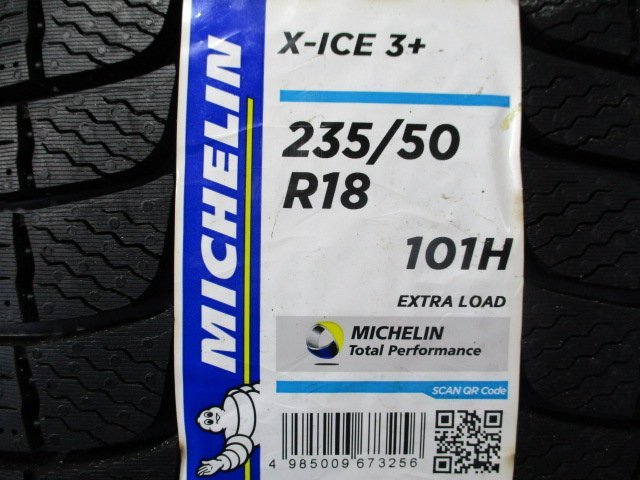 MICHELIN
X-ICE 3+
235/50
R18
101H
EXTRA LOAD
MICHELIN
Total Performance
SCAN QR Code
4 985009 673256